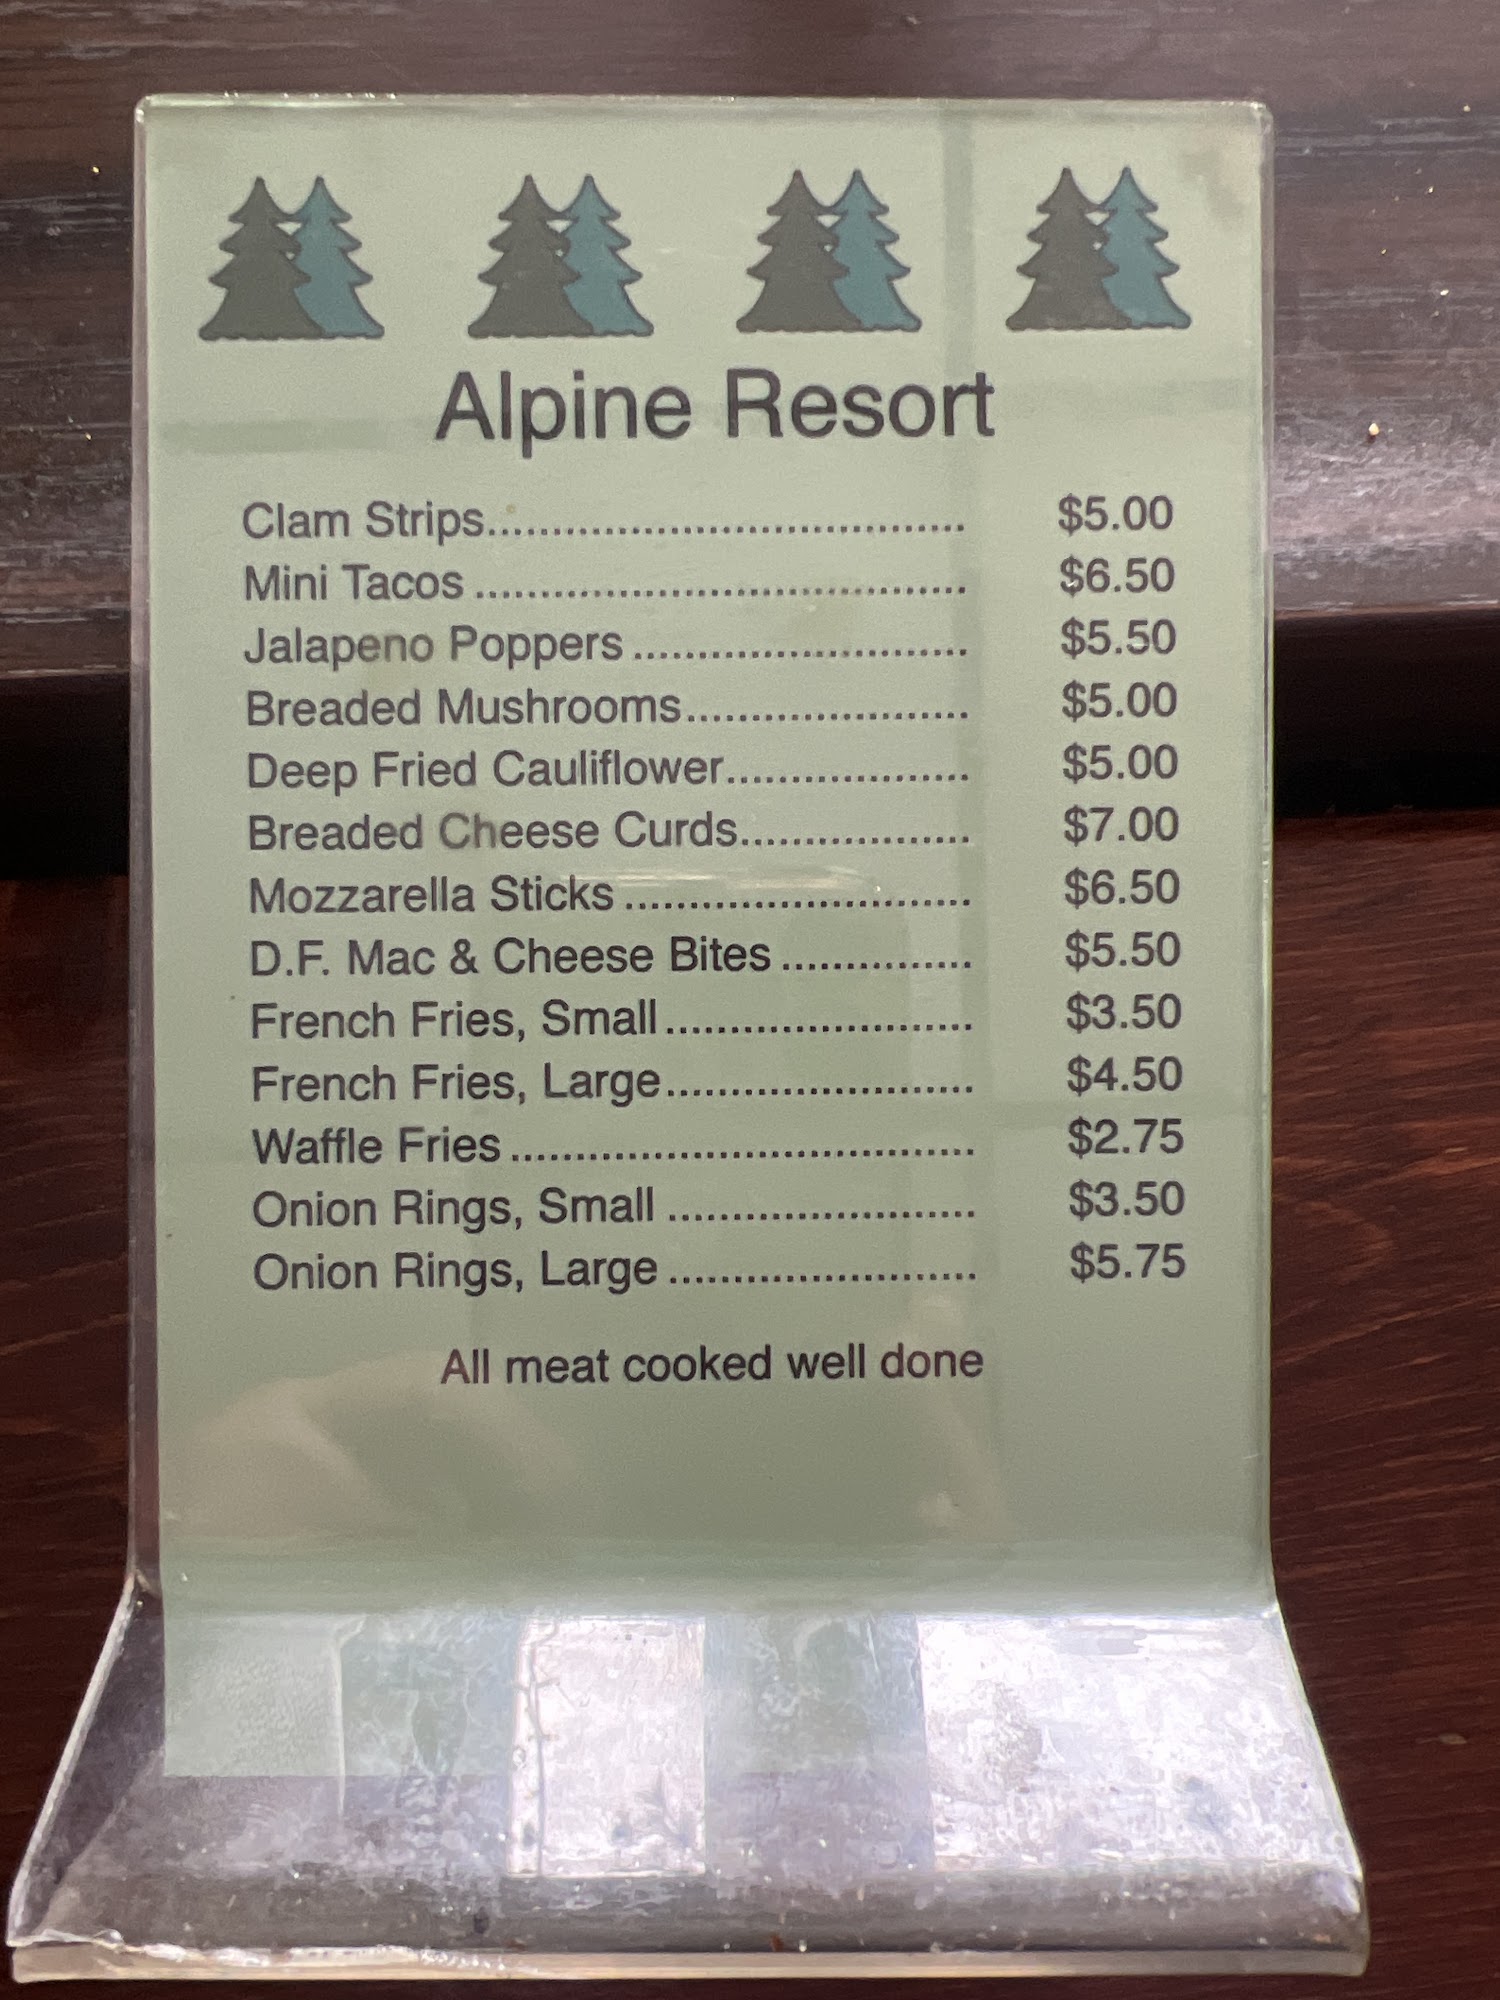 Alpine Resort
Clam Strips..................................... $5.00
Mini Tacos ...................................... $6.50
Jalapeno Poppers .......................... $5.50
Breaded Mushrooms...................... $5.00
Deep Fried Cauliflower................... $5.00
Breaded Cheese Curds.................. $7.00
Mozzarella Sticks ........................... $6.50
D.F. Mac & Cheese Bites ............... $5.50
French Fries, Small........................ $3.50
French Fries, Large........................ $4.50
Waffle Fries .................................... $2.75
Onion Rings, Small ........................ $3.50
Onion Rings, Large ........................ $5.75
All meat cooked well done